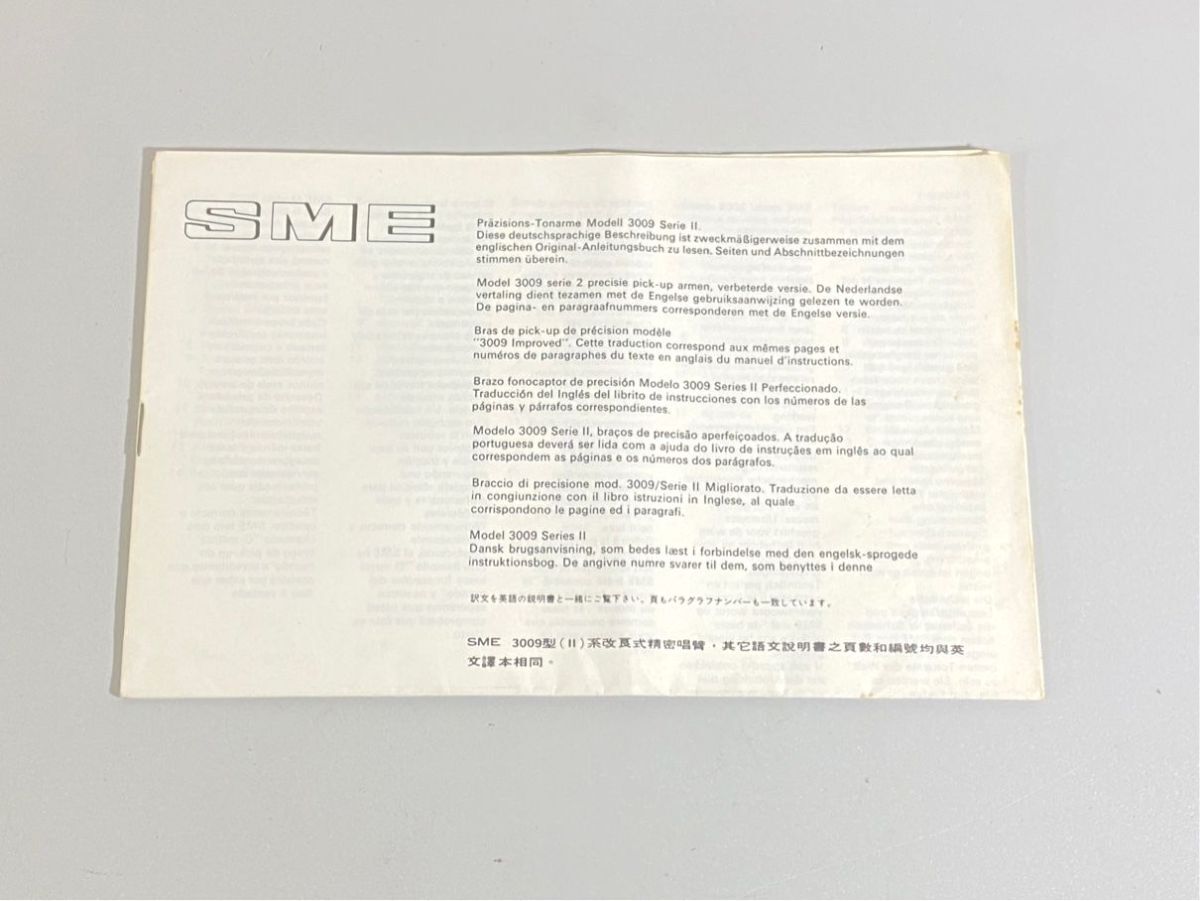 SME
Präzisions-Tonarme Modell 3009 Serie II.
Diese deutschsprachige Beschreibung ist zweckmäßigerweise zusammen mit dem
englischen Original-Anleitungsbuch zu lesen. Seiten und Abschnittbezeichnungen
stimmen überein.
Model 3009 serie 2 precisie pick-up armen, verbeterde versie. De Nederlandse
vertaling dient tezamen met de Engelse gebruiksaanwijzing gelezen te worden.
De pagina- en paragraafnummers corresponderen met de Engelse versie.
Bras de pick-up de précision modèle
"3009 Improved". Cette traduction correspond aux mêmes pages et
numéros de paragraphes du texte en anglais du manuel d'instructions.
Brazo fonocaptor de precisión Modelo 3009 Series II Perfeccionado.
Traducción del Inglés del librito de instrucciones con los números de las
páginas y párrafos correspondientes.
Modelo 3009 Serie II, braços de precisão aperfeiçoados. A tradução
portuguesa deverá ser lida com a ajuda do livro de instruçães em inglês ao qual
correspondem as páginas e os números dos parágrafos.
Braccio di precisione mod. 3009/Serie II Migliorato. Traduzione da essere letta
in congiunzione con il libro istruzioni in Inglese, al quale
corrispondono le pagine ed i paragrafi.
Model 3009 Series II
Dansk brugsanvisning, som bedes læst i forbindelse med den engelsk-sprogede
instruktionsbog. De angivne numre svarer til dem, som benyttes i denne
訳文を英語の説明書と一緒にご覧下さい。頁もパラグラフナンバーも一致しています。
SME 3009型(II)系改良式精密唱臂，其它語文說明書之頁數和編號均與英
文譯本相同。